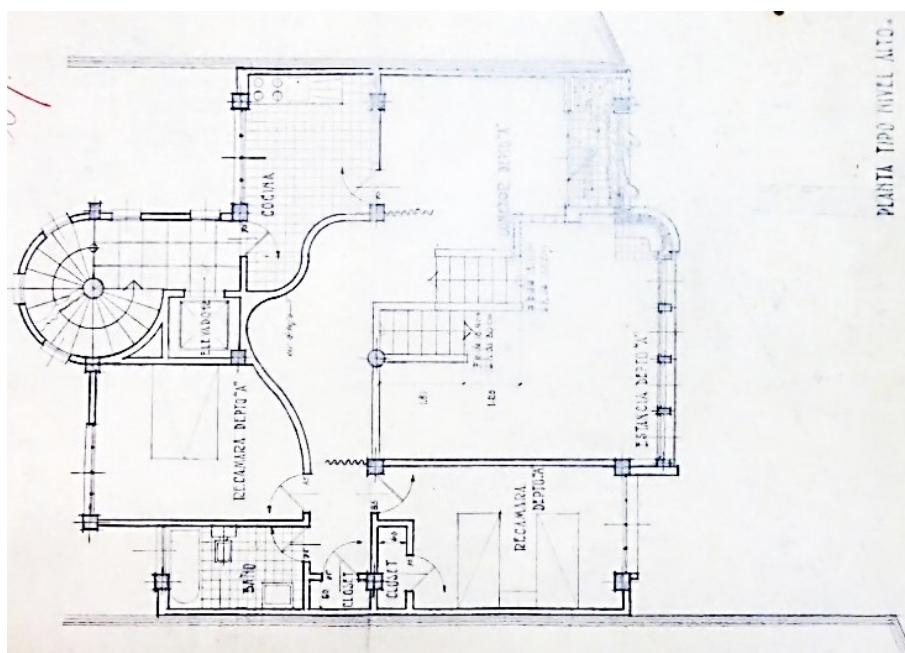 PLANTA TIPO NIVEL ALTO.
COCINA
ELEVADOR
RECAMARA DEPTO."A"
ESTANCIA DEPTO."A"
RECAMARA
DEPTO."A"
BAÑO
CLOSET
CLOSET